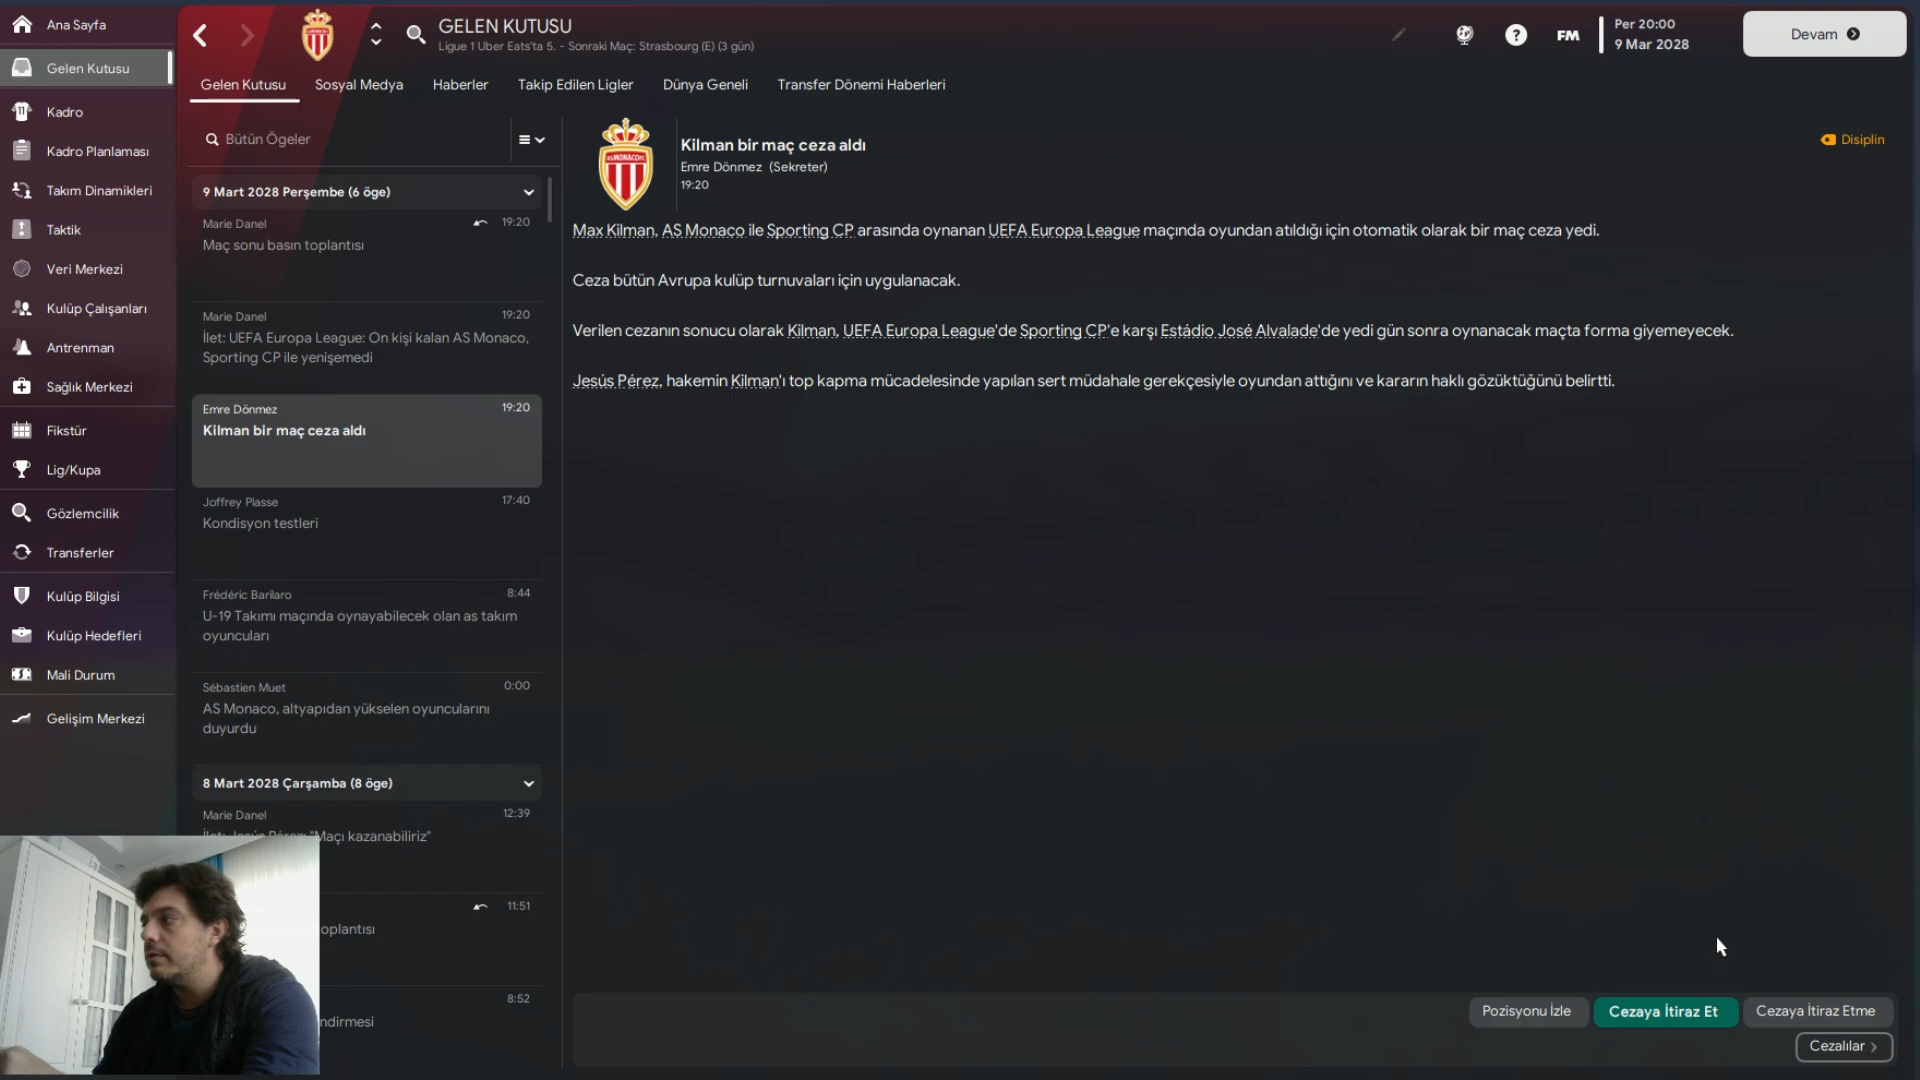 Ana Sayfa
Gelen Kutusu
Kadro
Kadro Planlaması
Takım Dinamikleri
Taktik
Veri Merkezi
Kulüp Çalışanları
Antrenman
Sağlık Merkezi
Fikstür
Lig/Kupa
Gözlemcilik
Transferler
Kulüp Bilgisi
Kulüp Hedefleri
Mali Durum
Gelişim Merkezi
GELEN KUTUSU
Ligue 1 Uber Eats'ta 5. - Sonraki Maç: Strasbourg (E) (3 gün)
FM
Per 20:00
9 Mar 2028
Devam
Gelen Kutusu Sosyal Medya Haberler Takip Edilen Ligler Dünya Geneli Transfer Dönemi Haberleri
Bütün Ögeler
9 Mart 2028 Perşembe (6 öge)
Marie Danel 19:20
Maç sonu basın toplantısı
Marie Danel 19:20
İlet: UEFA Europa League: On kişi kalan AS Monaco,
Sporting CP ile yenişemedi
Emre Dönmez 19:20
Kilman bir maç ceza aldı
Joffrey Plasse 17:40
Kondisyon testleri
Frédéric Barilaro 8:44
U-19 Takımı maçında oynayabilecek olan as takım
oyuncuları
Sébastien Muet 0:00
AS Monaco, altyapıdan yükselen oyuncularını
duyurdu
8 Mart 2028 Çarşamba (8 öge)
Marie Danel 12:39
İlet: Jesús Pérez: "Maçı kazanabiliriz"
11:51
oplantısı
8:52
ndirmesi
Kilman bir maç ceza aldı
Emre Dönmez (Sekreter)
19:20
Disiplin
Max Kilman, AS Monaco ile Sporting CP arasında oynanan UEFA Europa League maçında oyundan atıldığı için otomatik olarak bir maç ceza yedi.
Ceza bütün Avrupa kulüp turnuvaları için uygulanacak.
Verilen cezanın sonucu olarak Kilman, UEFA Europa League'de Sporting CP'e karşı Estádio José Alvalade'de yedi gün sonra oynanacak maçta forma giyemeyecek.
Jesús Pérez, hakemin Kilman'ı top kapma mücadelesinde yapılan sert müdahale gerekçesiyle oyundan attığını ve kararın haklı gözüktüğünü belirtti.
Pozisyonu İzle
Cezaya İtiraz Et
Cezaya İtiraz Etme
Cezalılar